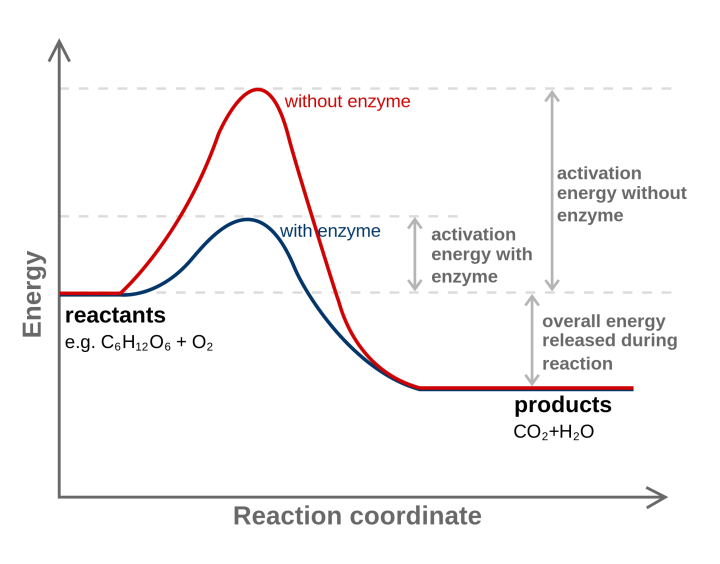 without enzyme
activation
energy without
enzyme
with enzyme
activation
energy with
enzyme
Energy
reactants
e.g. C₆H₁₂O₆ + O₂
overall energy
released during
reaction
products
CO₂+H₂O
Reaction coordinate